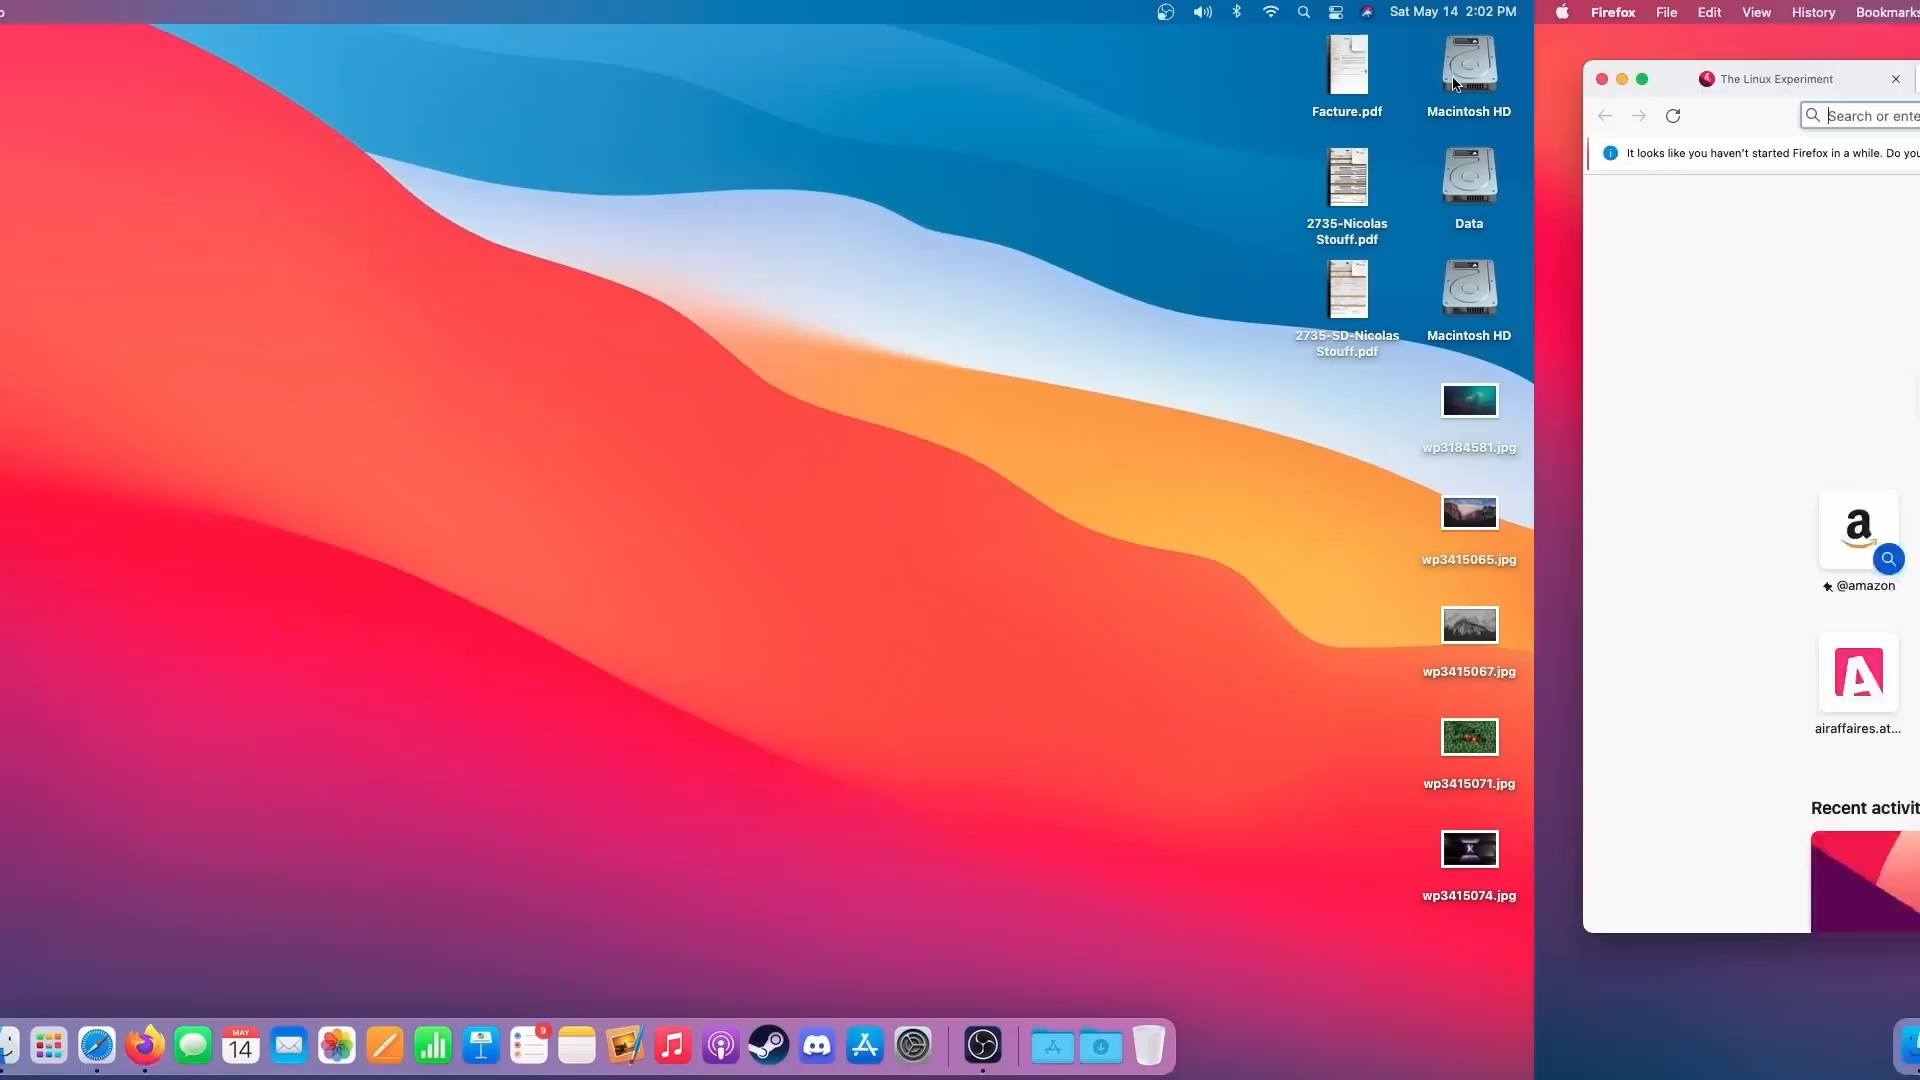 Sat May 14 2:02 PM
Firefox File Edit View History Bookmarks
Facture.pdf
Macintosh HD
The Linux Experiment
Search or ente
It looks like you haven't started Firefox in a while. Do you
2735-Nicolas
Stouff.pdf
Data
2735-SD-Nicolas
Stouff.pdf
Macintosh HD
wp3184581.jpg
wp3415065.jpg
a
@amazon
wp3415067.jpg
A
airaffaires.at...
wp3415071.jpg
Recent activit
wp3415074.jpg
MAY
14
9